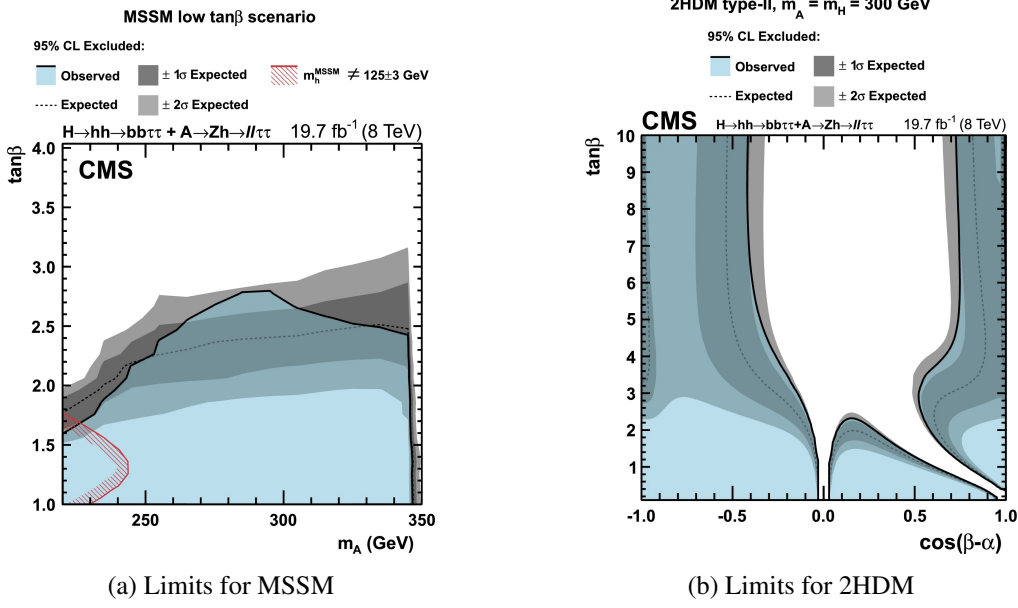 MSSM low tanβ scenario
95% CL Excluded:
Observed
± 1σ Expected
m_h^MSSM ≠ 125±3 GeV
Expected
± 2σ Expected
H→hh→bbττ + A→Zh→llττ 19.7 fb⁻¹ (8 TeV)
CMS
tanβ
4.0
3.5
3.0
2.5
2.0
1.5
1.0
250
300
350
m_A (GeV)
(a) Limits for MSSM
2HDM type-II, m_A = m_H = 300 GeV
95% CL Excluded:
Observed
± 1σ Expected
Expected
± 2σ Expected
CMS H→hh→bbττ+A→Zh→llττ 19.7 fb⁻¹ (8 TeV)
tanβ
10
9
8
7
6
5
4
3
2
1
-1.0
-0.5
0.0
0.5
1.0
cos(β-α)
(b) Limits for 2HDM